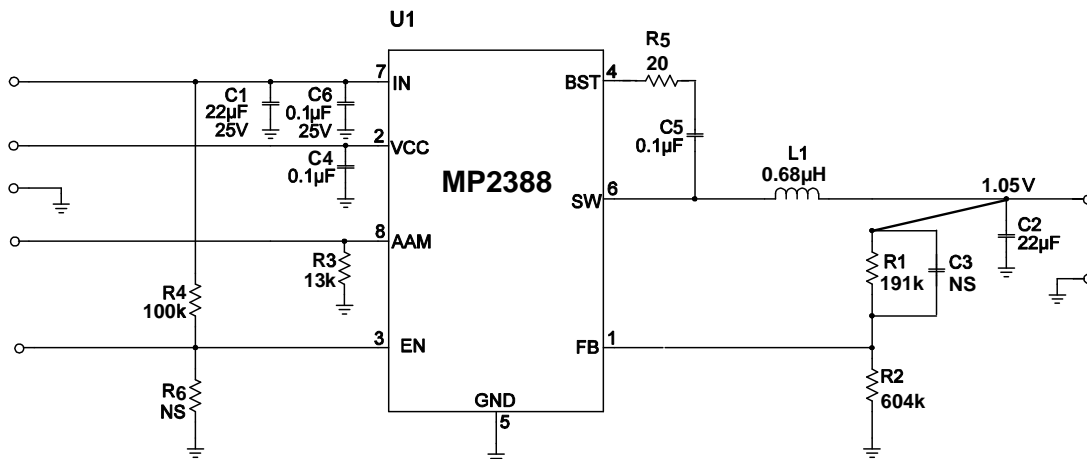 U1
7
IN
C1
22µF
25V
C6
0.1µF
25V
2
VCC
C4
0.1µF
MP2388
8
AAM
R3
13k
R4
100k
3
EN
R6
NS
GND
5
BST
4
R5
20
C5
0.1µF
SW
6
L1
0.68µH
1.05V
C2
22µF
R1
191k
C3
NS
FB
1
R2
604k